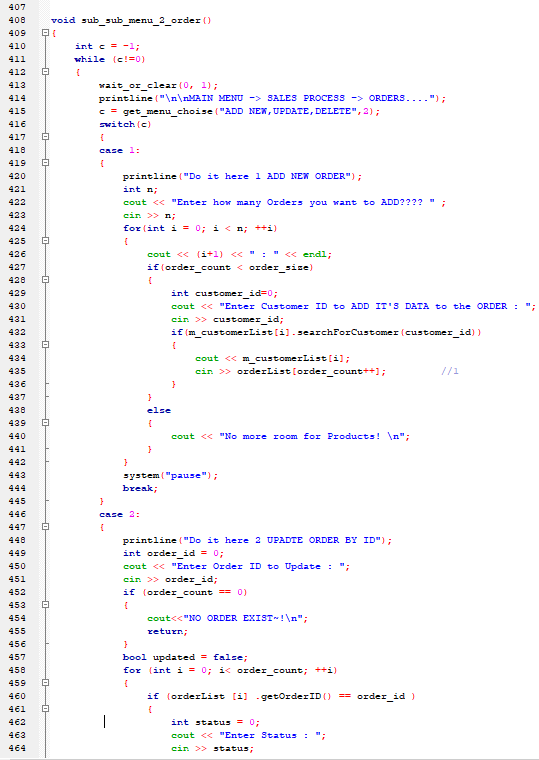 407
408 void sub_sub_menu_2_order()
409 {
410 int c = -1;
411 while (c!=0)
412 {
413 wait_or_clear(0, 1);
414 printline("\n\nMAIN MENU -> SALES PROCESS -> ORDERS....");
415 c = get_menu_choise("ADD NEW,UPDATE,DELETE",2);
416 switch(c)
417 {
418 case 1:
419 {
420 printline("Do it here 1 ADD NEW ORDER");
421 int n;
422 cout << "Enter how many Orders you want to ADD???? " ;
423 cin >> n;
424 for(int i = 0; i < n; ++i)
425 {
426 cout << (i+1) << " : " << endl;
427 if(order_count < order_size)
428 {
429 int customer_id=0;
430 cout << "Enter Customer ID to ADD IT'S DATA to the ORDER : ";
431 cin >> customer_id;
432 if(m_customerList[i].searchForCustomer(customer_id))
433 {
434 cout << m_customerList[i];
435 cin >> orderList[order_count++]; //1
436 }
437 }
438 else
439 {
440 cout << "No more room for Products! \n";
441 }
442 }
443 system("pause");
444 break;
445 }
446 case 2:
447 {
448 printline("Do it here 2 UPADTE ORDER BY ID");
449 int order_id = 0;
450 cout << "Enter Order ID to Update : ";
451 cin >> order_id;
452 if (order_count == 0)
453 {
454 cout<<"NO ORDER EXIST~!\n";
455 return;
456 }
457 bool updated = false;
458 for (int i = 0; i< order_count; ++i)
459 {
460 if (orderList [i] .getOrderID() == order_id )
461 {
462 int status = 0;
463 cout << "Enter Status : ";
464 cin >> status;